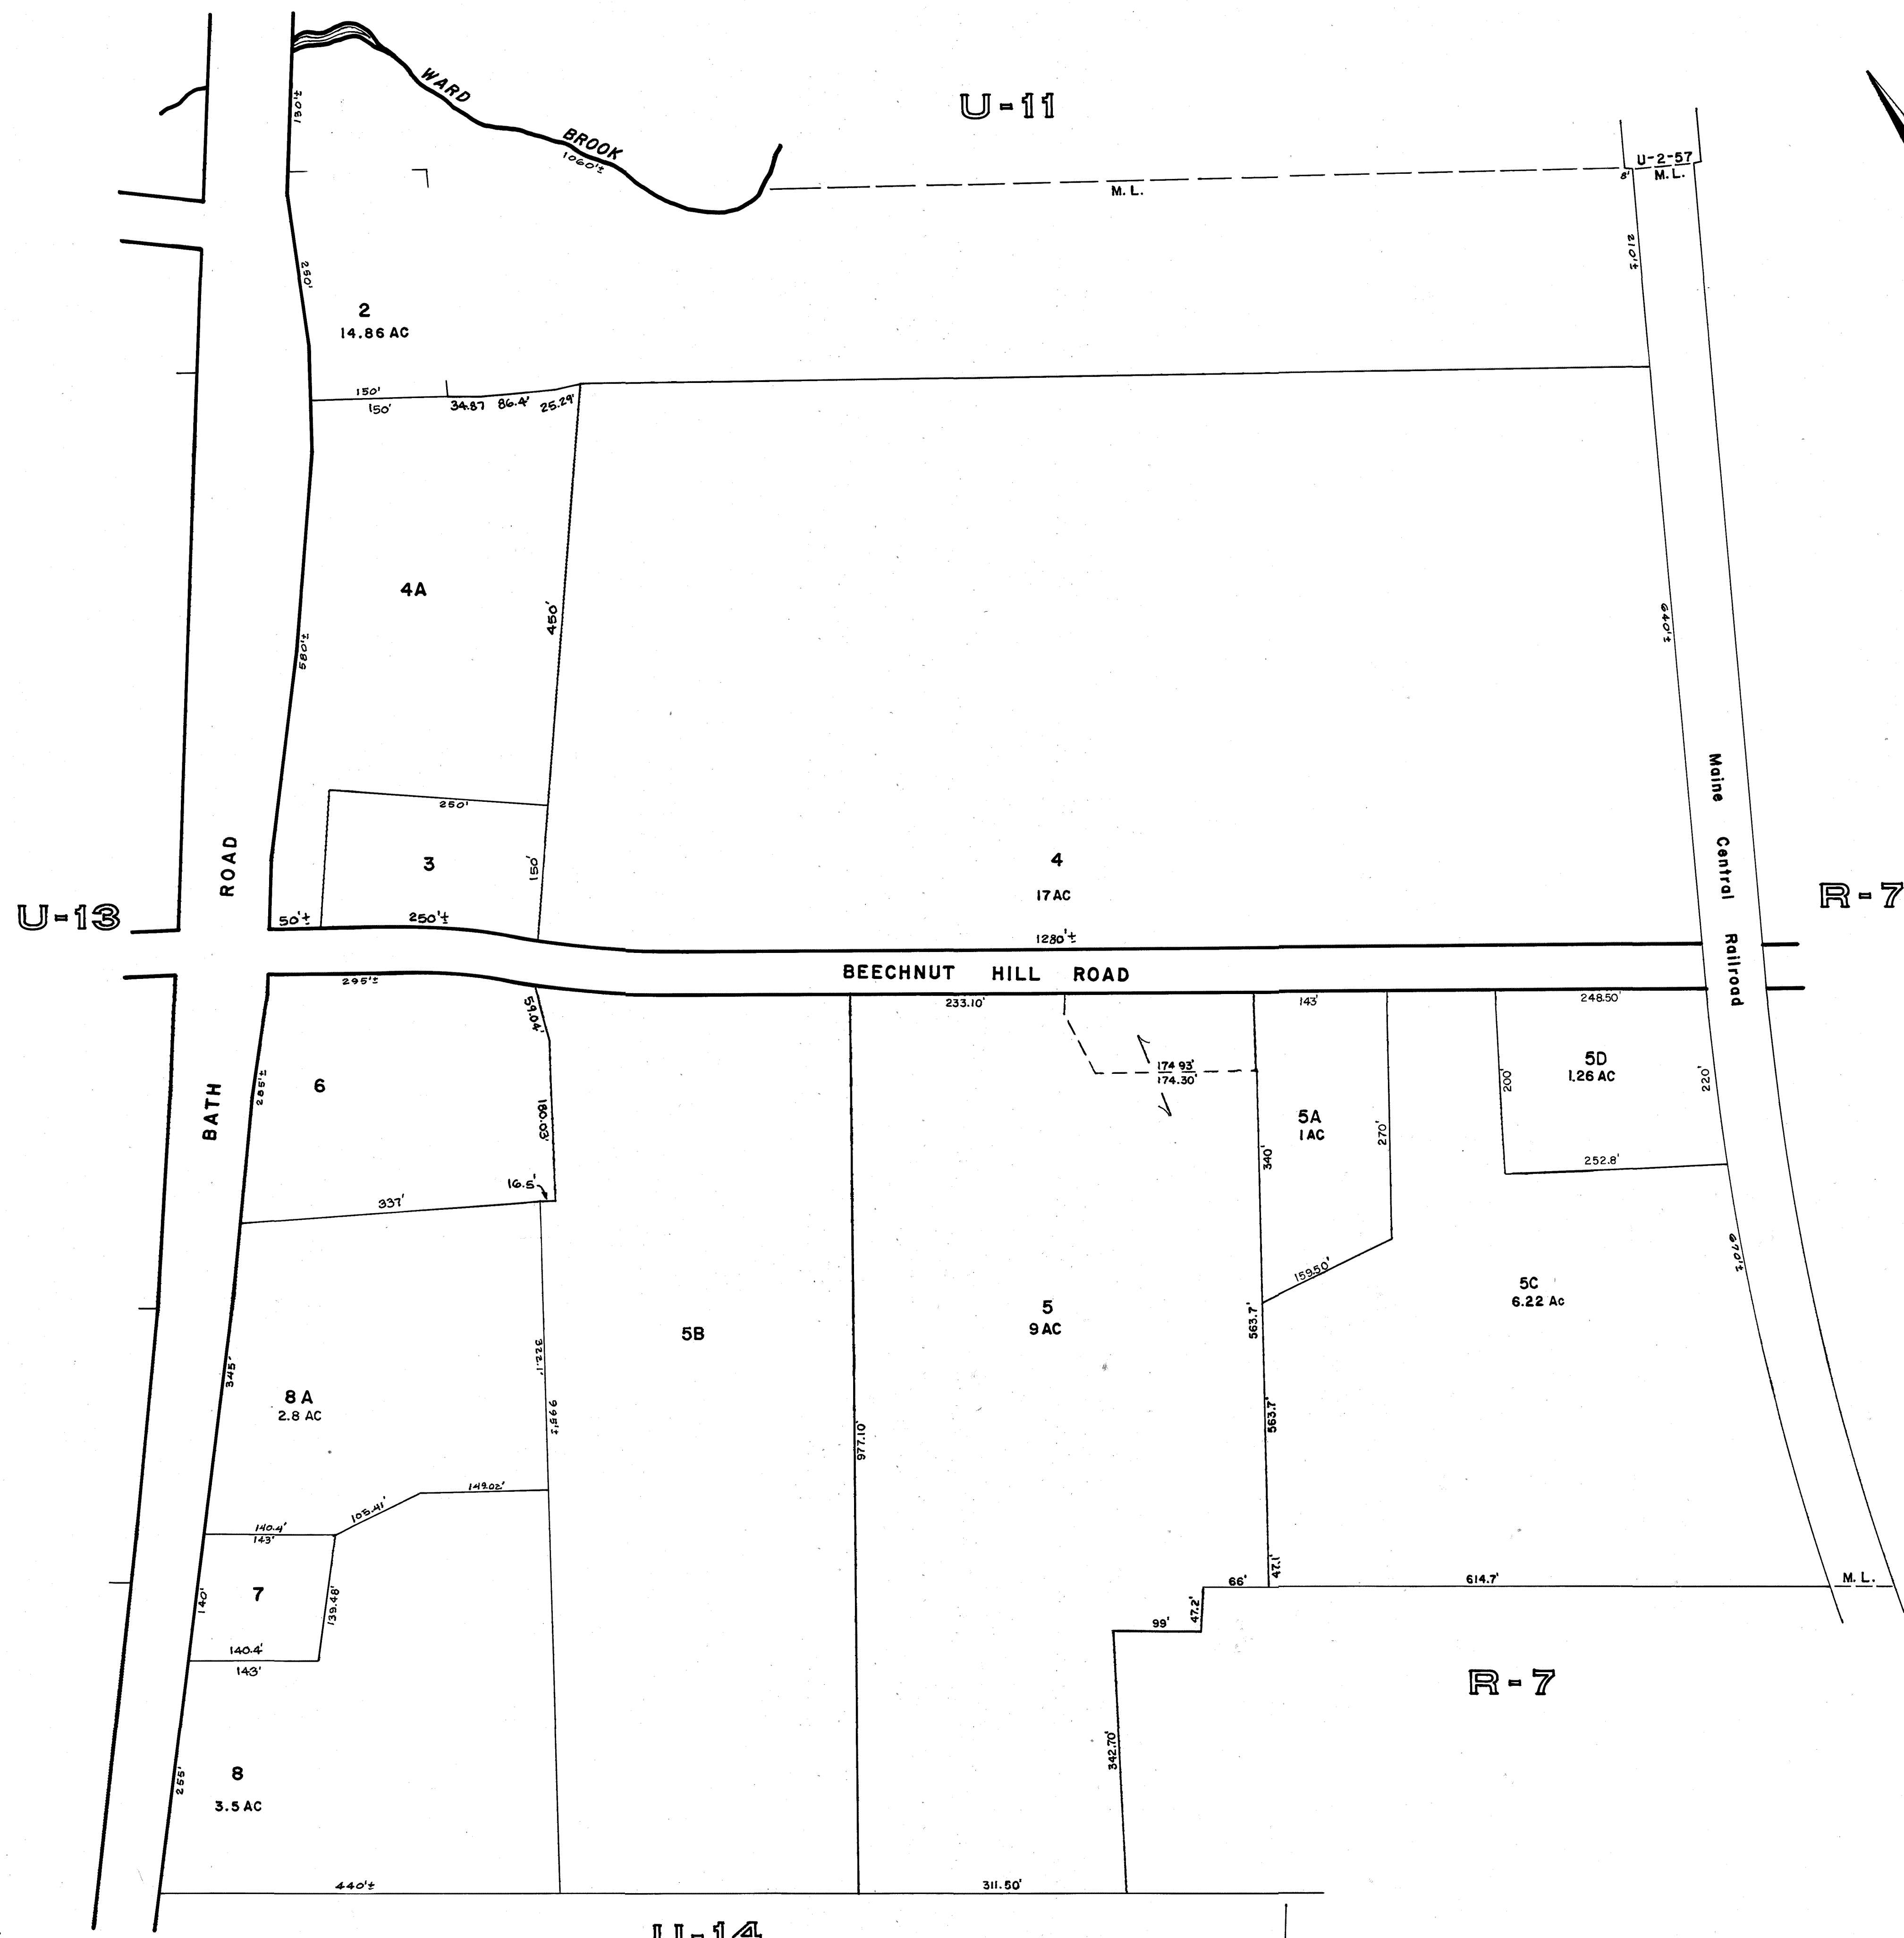 U-11
WARD
BROOK
1060'±
130'±
U-2-57
M. L.
8'
M. L.
250'
210'±
2
14.86 AC
150'
150'
34.87
86.4'
25.29'
4A
450'
580'±
640'±
250'
3
150'
4
17 AC
Maine Central Railroad
R-7
U-13
BATH ROAD
50'±
250'±
1280'±
BEECHNUT HILL ROAD
295'±
59.04'
233.10'
143'
248.50'
285'±
6
180.03'
174.93'
174.30'
5A
1 AC
270'
340'
200'
5D
1.26 AC
220'
252.8'
16.5'
337'
159.50'
670'±
5C
6.22 Ac
5
9 AC
5B
563.7'
563.7'
322.1'
995'±
345'
8A
2.8 AC
977.10'
149.02'
105.41'
140.4'
143'
7
140'
139.48'
140.4'
143'
47.1'
66'
614.7'
M. L.
47.2'
99'
R-7
342.70'
8
3.5 AC
255'
440'±
311.50'
U-14